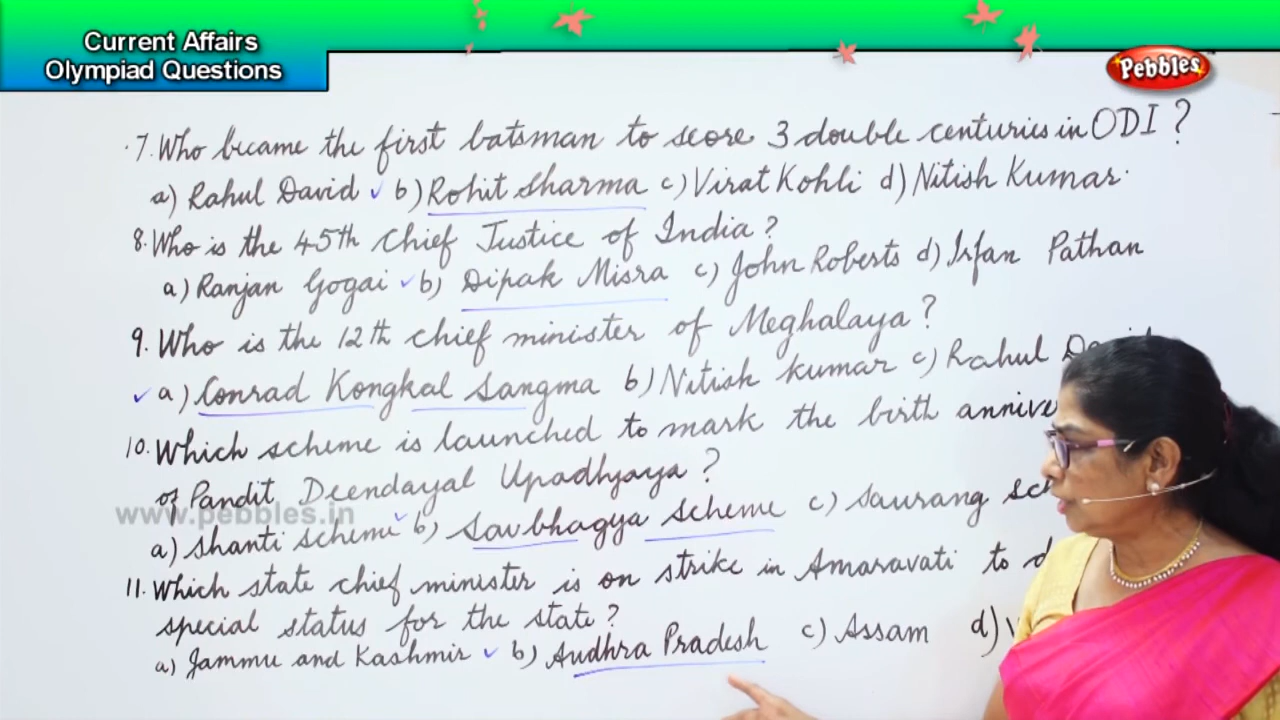 Current Affairs
Olympiad Questions
Pebbles
7. Who became the first batsman to score 3 double centuries in ODI?
a) Rahul David ✓ b) Rohit Sharma c) Virat Kohli d) Nitish Kumar.
8. Who is the 45th Chief Justice of India?
a) Ranjan Gogai ✓ b) Dipak Misra c) John Roberts d) Irfan Pathan
9. Who is the 12th chief minister of Meghalaya?
✓ a) Conrad Kongkal Sangma b) Nitish Kumar c) Rahul
10. Which scheme is launched to mark the birth
of Pandit Deendayal Upadhyaya?
www.pebbles.in
a) Shanti scheme ✓ b) Saubhagya scheme c) Saurang
11. Which state chief minister is on strike in Amaravati to
special status for the state?
a) Jammu and Kashmir ✓ b) Andhra Pradesh c) Assam d)